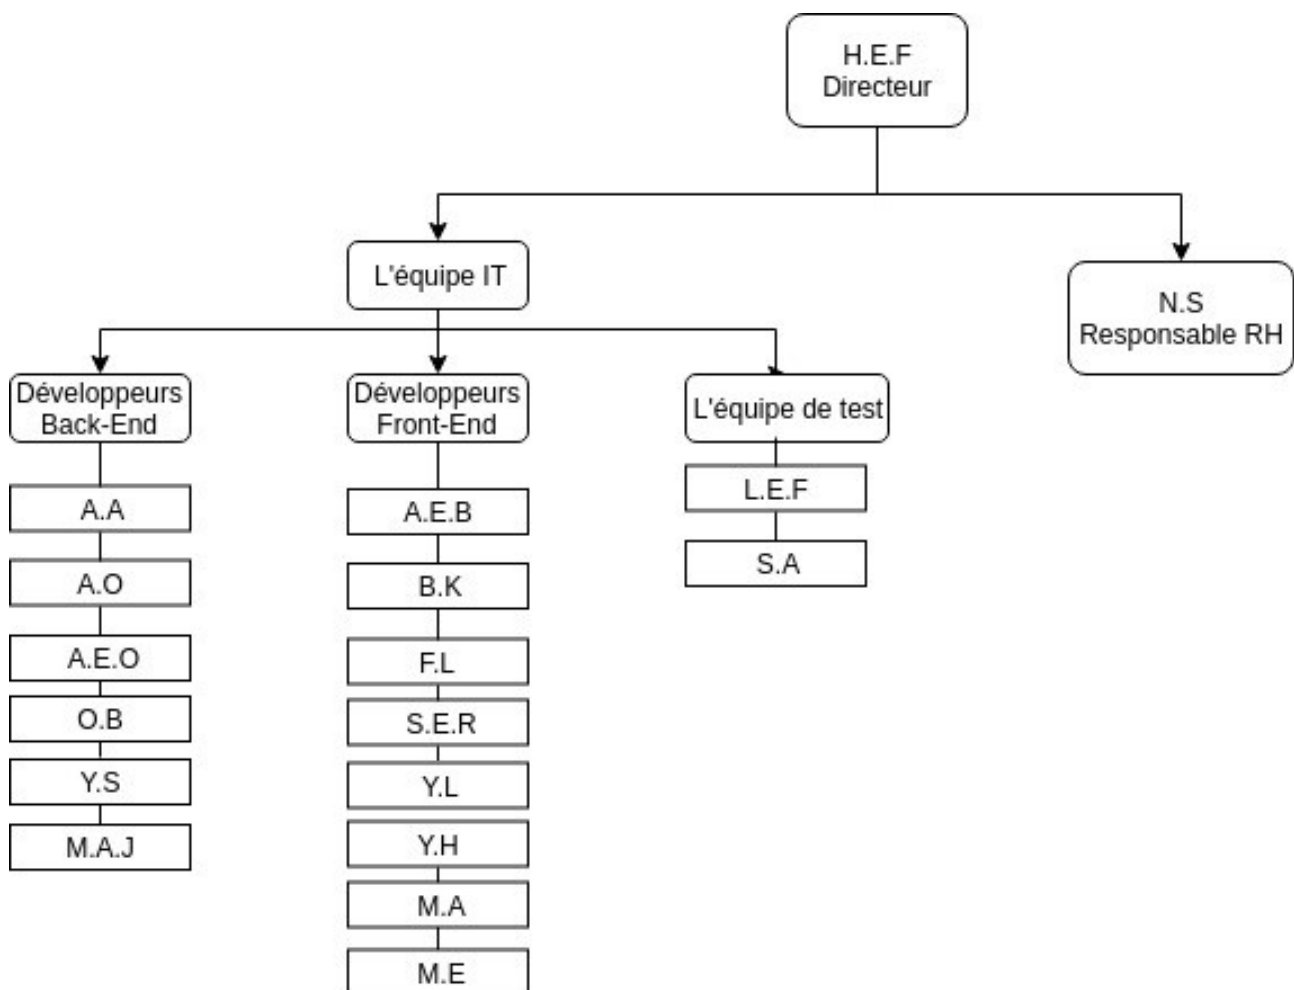 H.E.F
Directeur
L'équipe IT
N.S
Responsable RH
Développeurs
Back-End
Développeurs
Front-End
L'équipe de test
A.A
A.O
A.E.O
O.B
Y.S
M.A.J
A.E.B
B.K
F.L
S.E.R
Y.L
Y.H
M.A
M.E
L.E.F
S.A